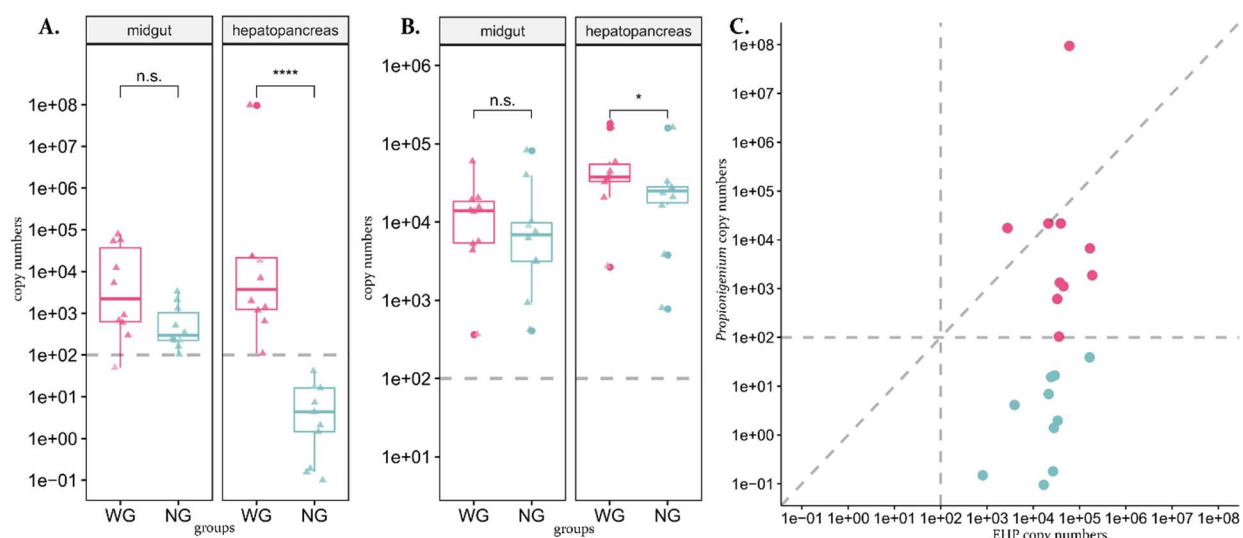 A.
midgut
hepatopancreas
n.s.
****
copy numbers
1e+08
1e+07
1e+06
1e+05
1e+04
1e+03
1e+02
1e+01
1e+00
1e-01
WG NG WG NG
groups
B.
midgut
hepatopancreas
n.s.
*
copy numbers
1e+06
1e+05
1e+04
1e+03
1e+02
1e+01
WG NG WG NG
groups
C.
Propionigenium copy numbers
1e+08
1e+07
1e+06
1e+05
1e+04
1e+03
1e+02
1e+01
1e+00
1e-01
1e-01 1e+00 1e+01 1e+02 1e+03 1e+04 1e+05 1e+06 1e+07 1e+08
EHP copy numbers